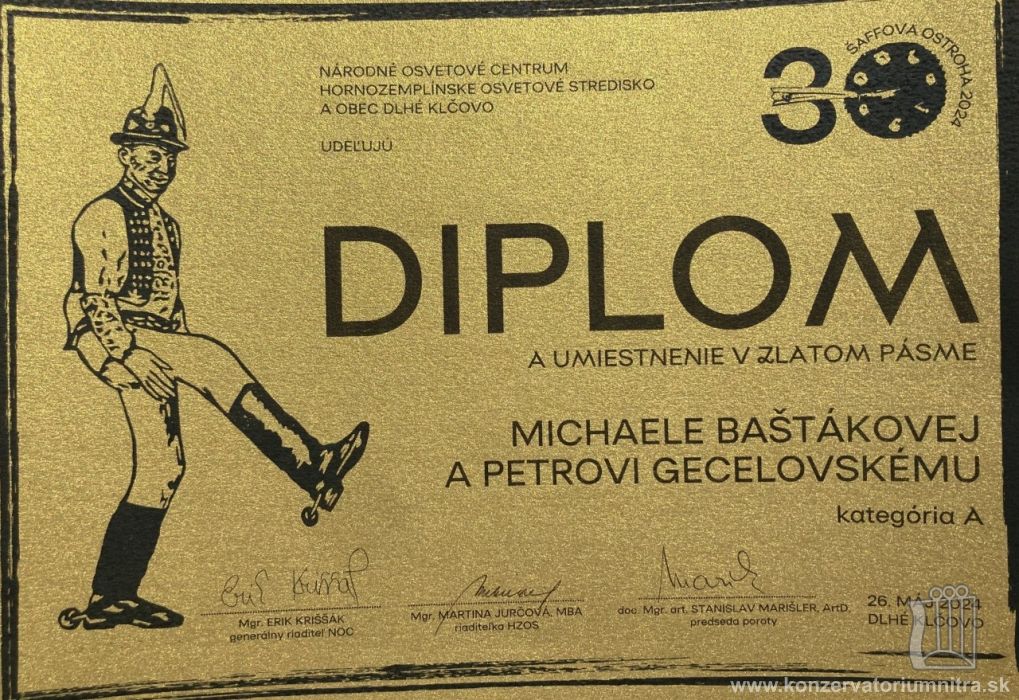 NÁRODNÉ OSVETOVÉ CENTRUM
HORNOZEMPLÍNSKE OSVETOVÉ STREDISKO
A OBEC DLHÉ KLČOVO
UDEĽUJÚ
30
ŠAFFOVA OSTROHA 2024
DIPLOM
A UMIESTNENIE V ZLATOM PÁSME
MICHAELE BAŠTÁKOVEJ
A PETROVI GECELOVSKÉMU
kategória A
Mgr. ERIK KRIŠŠÁK
generálny riaditeľ NOC
Mgr. MARTINA JURČOVÁ, MBA
riaditeľka HZOS
doc. Mgr. art. STANISLAV MARIŠLER, ArtD.
predseda poroty
26. MÁJ 2024
DLHÉ KLČOVO
www.konzervatoriumnitra.sk